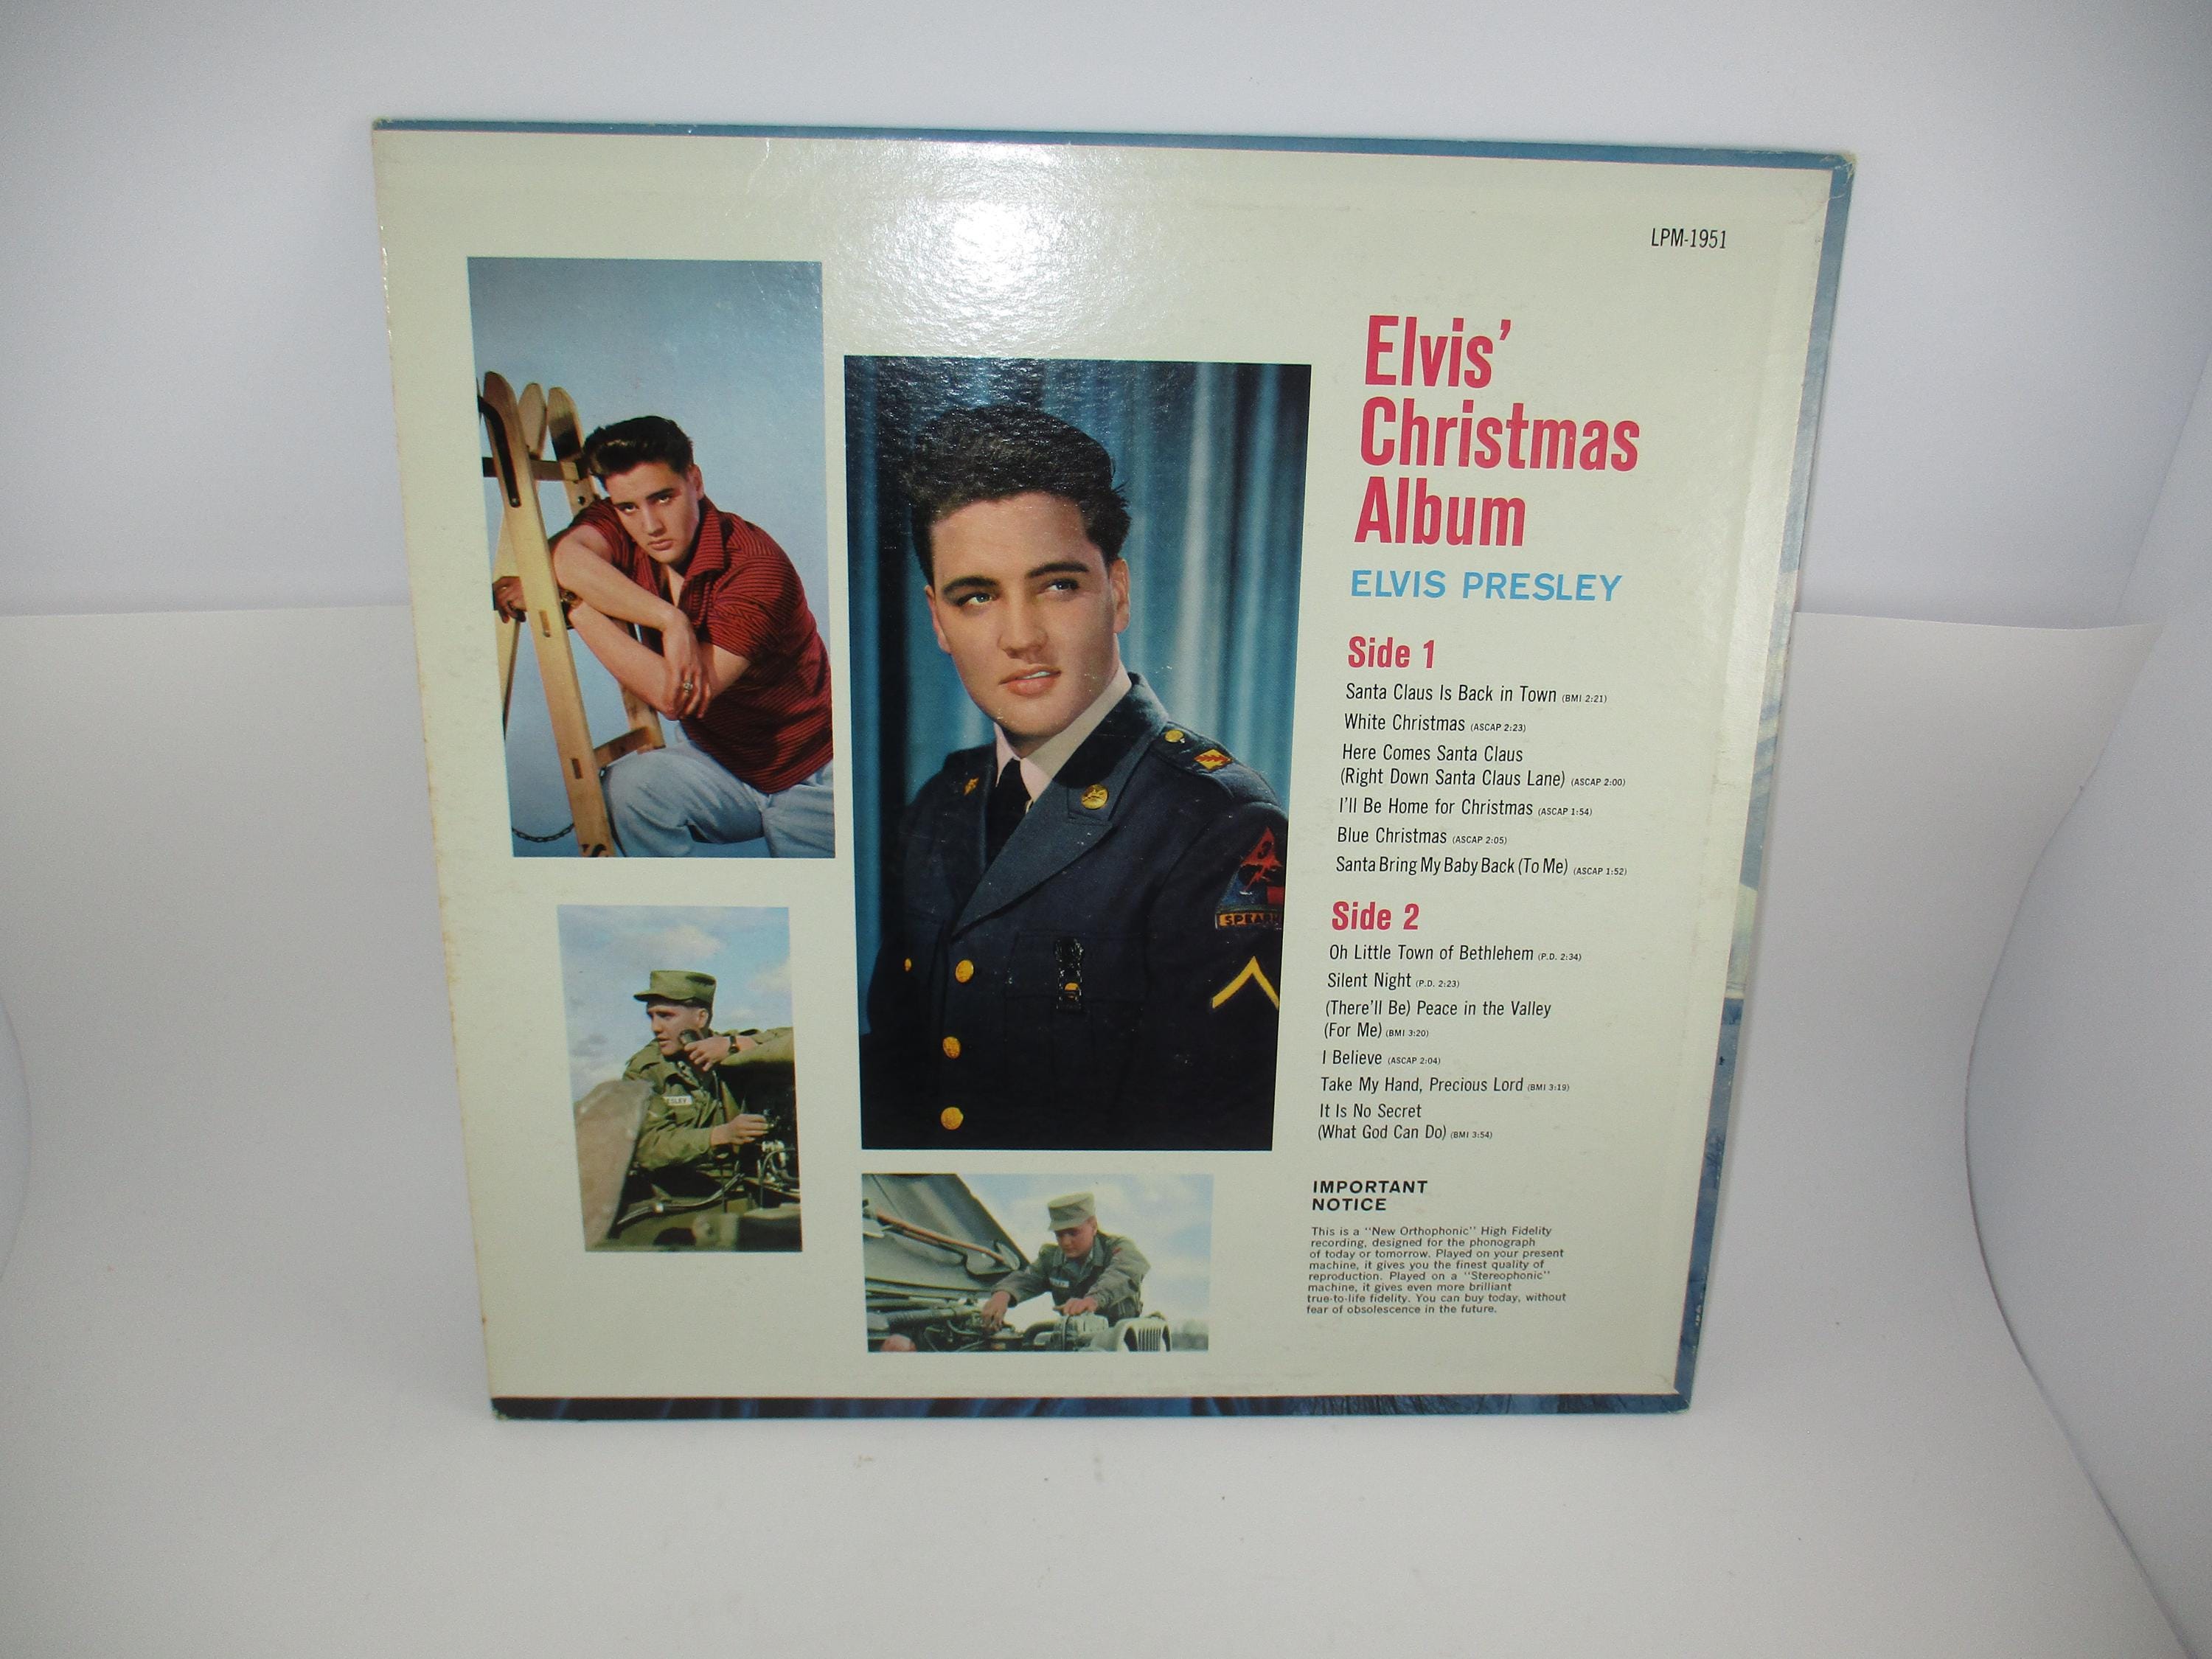 LPM-1951
Elvis'
Christmas
Album
ELVIS PRESLEY
Side 1
Santa Claus Is Back in Town (BMI 2:21)
White Christmas (ASCAP 2:23)
Here Comes Santa Claus
(Right Down Santa Claus Lane) (ASCAP 2:00)
I'll Be Home for Christmas (ASCAP 1:54)
Blue Christmas (ASCAP 2:05)
Santa Bring My Baby Back (To Me) (ASCAP 1:52)
Side 2
Oh Little Town of Bethlehem (P.D. 2:34)
Silent Night (P.D. 2:23)
(There'll Be) Peace in the Valley
(For Me) (BMI 3:20)
I Believe (ASCAP 2:04)
Take My Hand, Precious Lord (BMI 3:19)
It Is No Secret
(What God Can Do) (BMI 3:54)
IMPORTANT
NOTICE
This is a "New Orthophonic" High Fidelity
recording, designed for the phonograph
of today or tomorrow. Played on your present
machine, it gives you the finest quality of
reproduction. Played on a "Stereophonic"
machine, it gives even more brilliant
true-to-life fidelity. You can buy today, without
fear of obsolescence in the future.
SPEARH
ESLEY